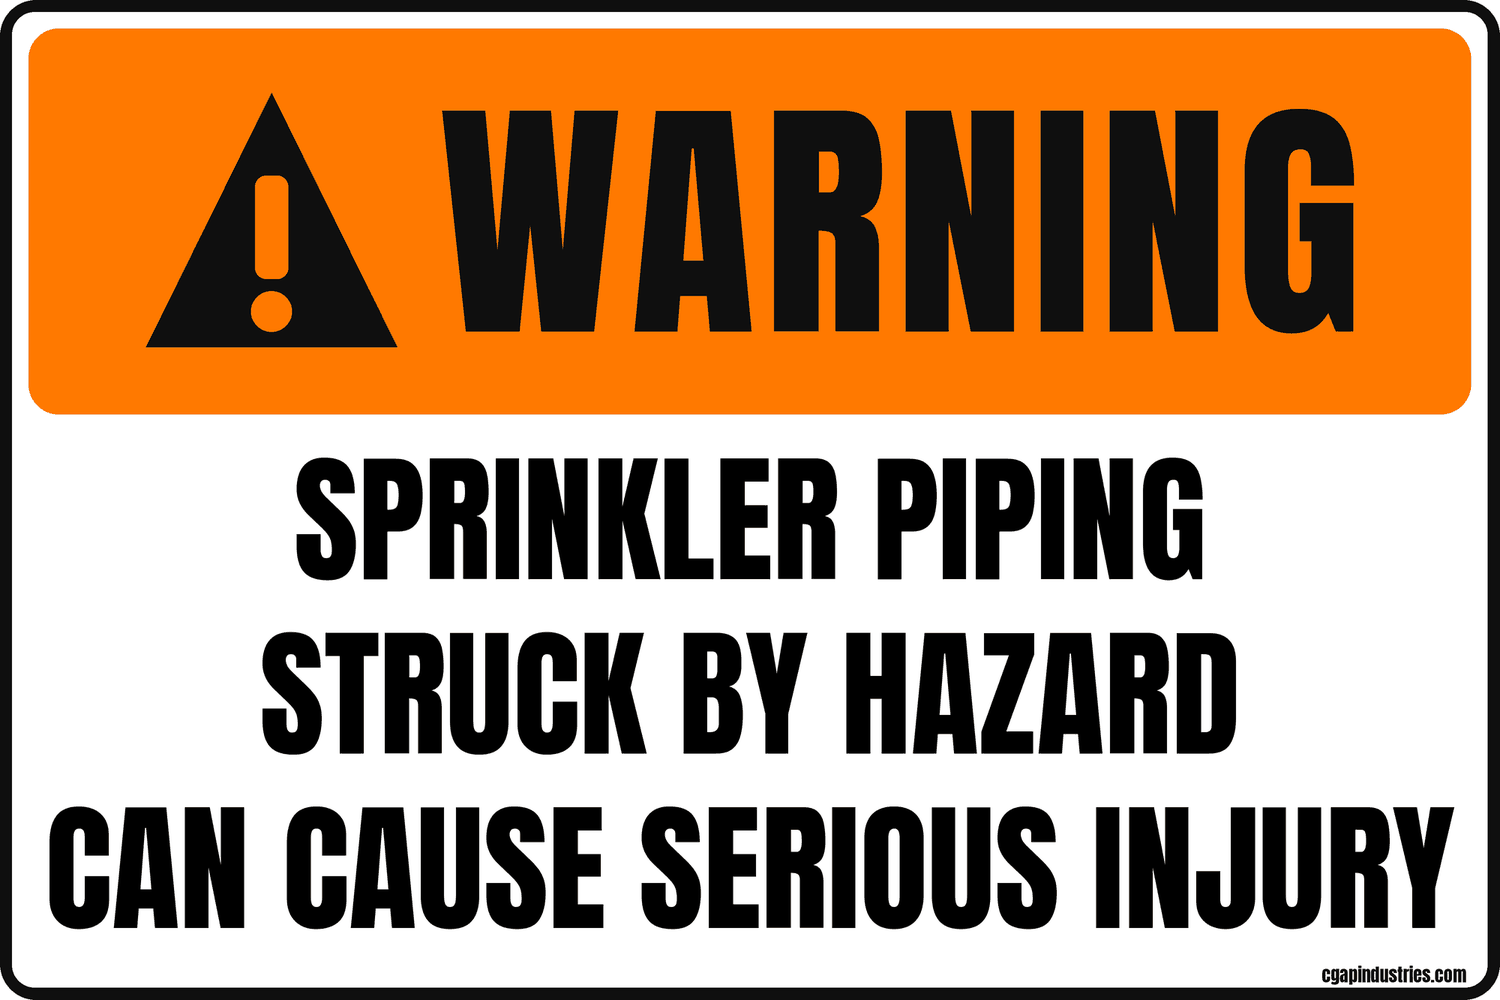 WARNING
SPRINKLER PIPING
STRUCK BY HAZARD
CAN CAUSE SERIOUS INJURY
cgapindustries.com